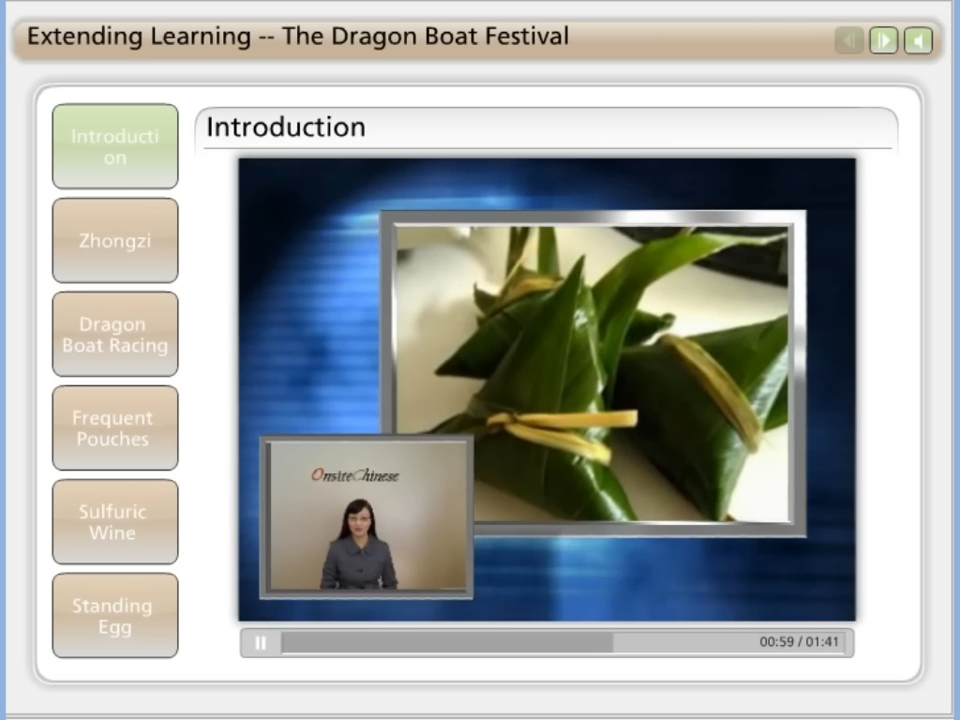 Extending Learning -- The Dragon Boat Festival
Introducti
on
Zhongzi
Dragon
Boat Racing
Frequent
Pouches
Sulfuric
Wine
Standing
Egg
Introduction
OnsiteChinese
00:59 / 01:41